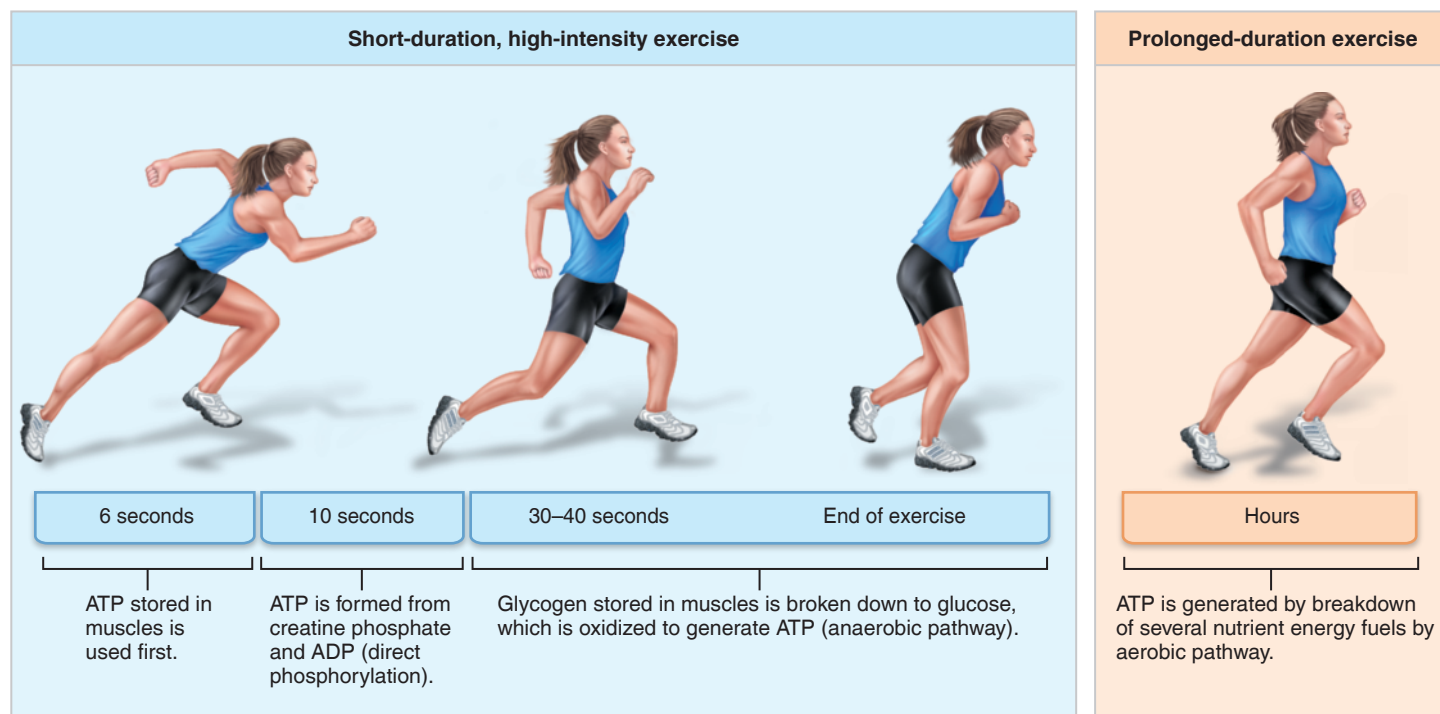 Short-duration, high-intensity exercise
Prolonged-duration exercise
6 seconds
10 seconds
30–40 seconds
End of exercise
Hours
ATP stored in
muscles is
used first.
ATP is formed from
creatine phosphate
and ADP (direct
phosphorylation).
Glycogen stored in muscles is broken down to glucose,
which is oxidized to generate ATP (anaerobic pathway).
ATP is generated by breakdown
of several nutrient energy fuels by
aerobic pathway.